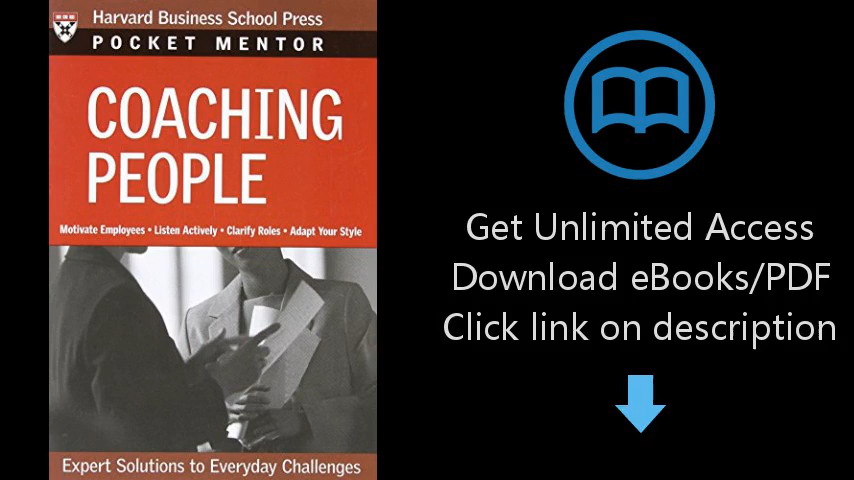 Harvard Business School Press
POCKET MENTOR
COACHING
PEOPLE
Motivate Employees • Listen Actively • Clarify Roles • Adapt Your Style
Expert Solutions to Everyday Challenges
Get Unlimited Access
Download eBooks/PDF
Click link on description